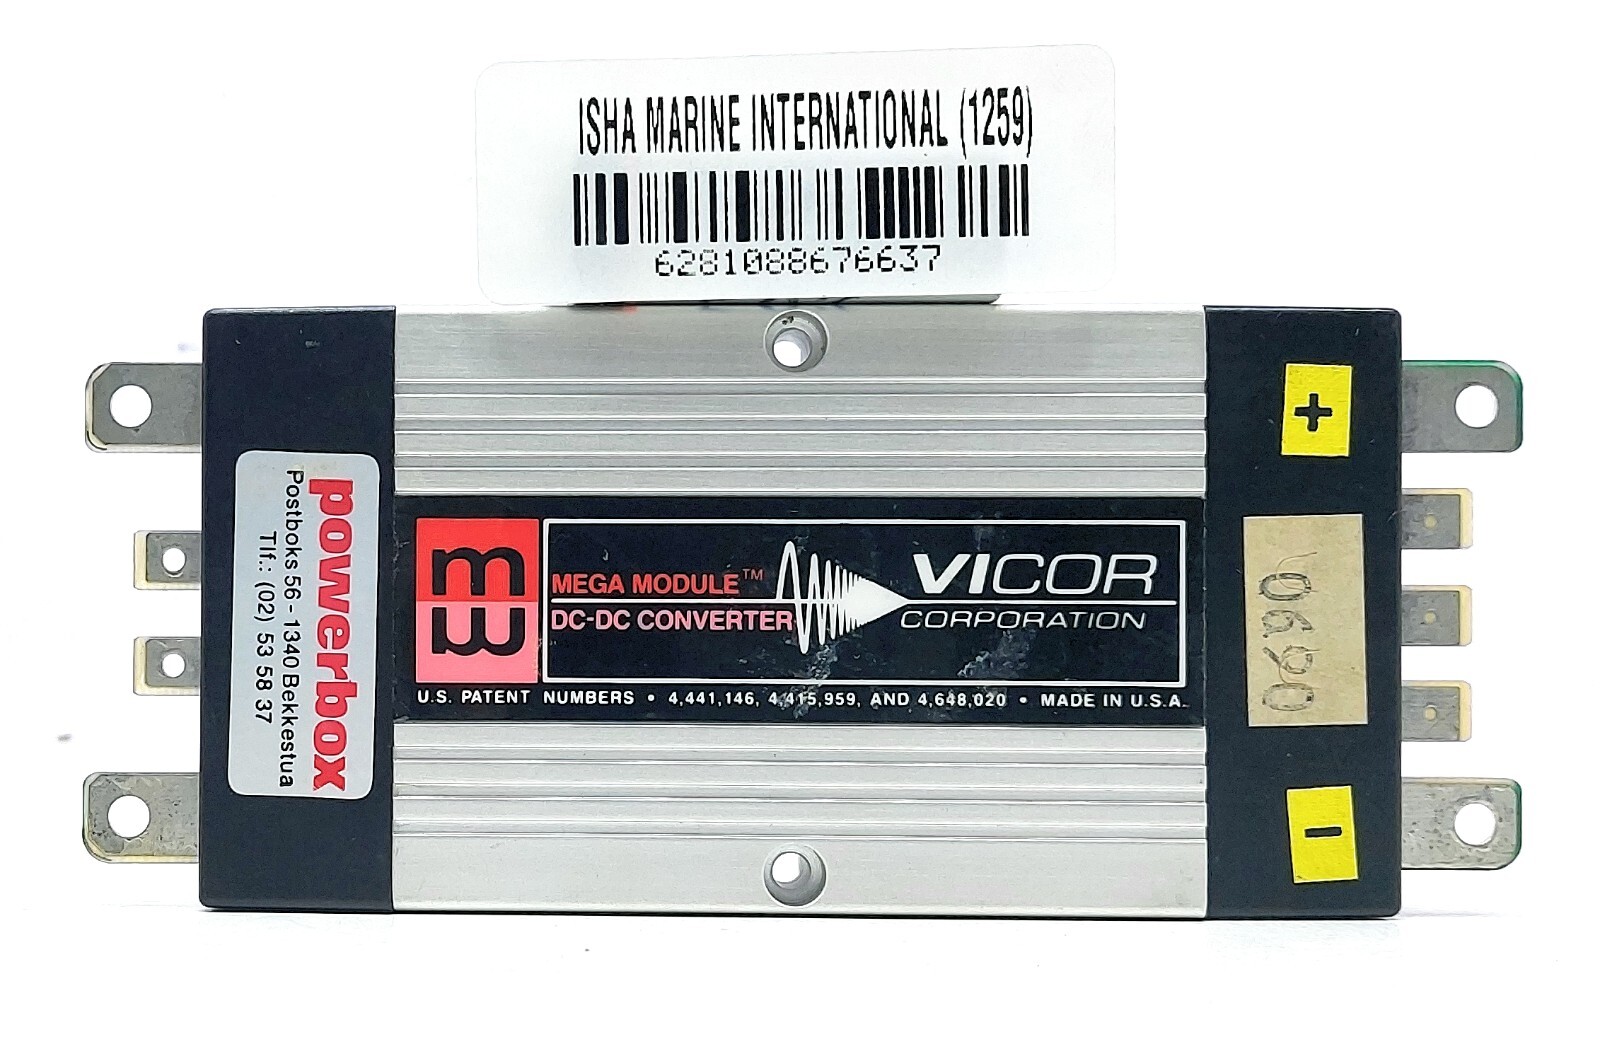 ISHA MARINE INTERNATIONAL (1259)
6281088676637
powerbox
Postboks 56 - 1340 Bekkestua
Tlf.: (02) 53 58 37
mm
MEGA MODULE™
DC-DC CONVERTER
VICOR
CORPORATION
U.S. PATENT NUMBERS • 4,441,146, 4,415,959, AND 4,648,020 • MADE IN U.S.A.
+
-